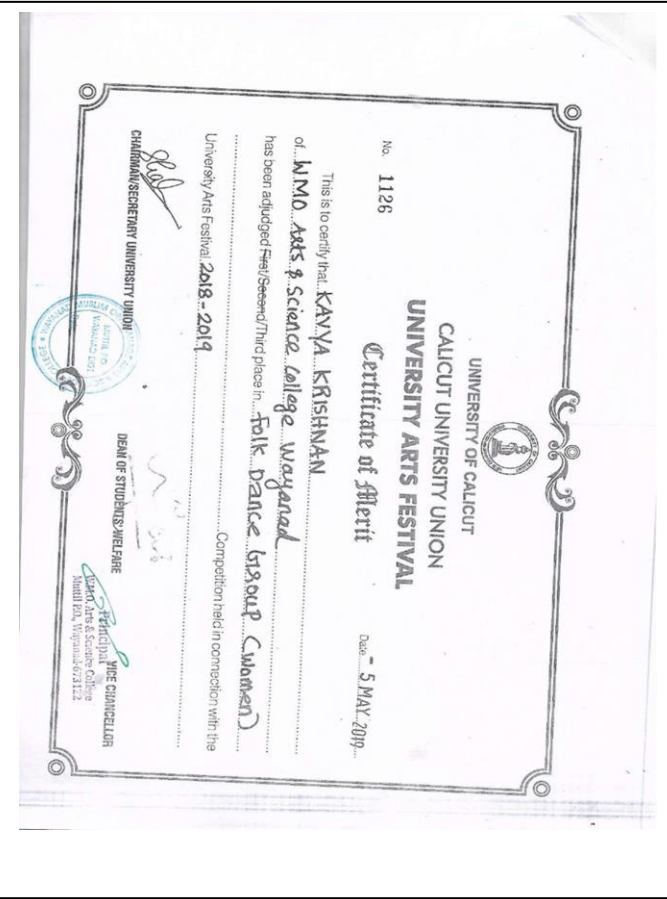 UNIVERSITY OF CALICUT
CALICUT UNIVERSITY UNION
UNIVERSITY ARTS FESTIVAL
Certificate of Merit
No. 1126
Date - 5 MAY 2019
This is to certify that KAVYA KRISHNAN
of WMO Arts & Science College Wayanad
has been adjudged First/Second/Third place in Folk Dance Group (Women)
Competition held in connection with the
University Arts Festival 2018-2019
CHAIRMAN/SECRETARY UNIVERSITY UNION
DEAN OF STUDENTS' WELFARE
VICE CHANCELLOR
Principal
W.M.O. Arts & Science College
Muttil P.O., Wayanad-673122